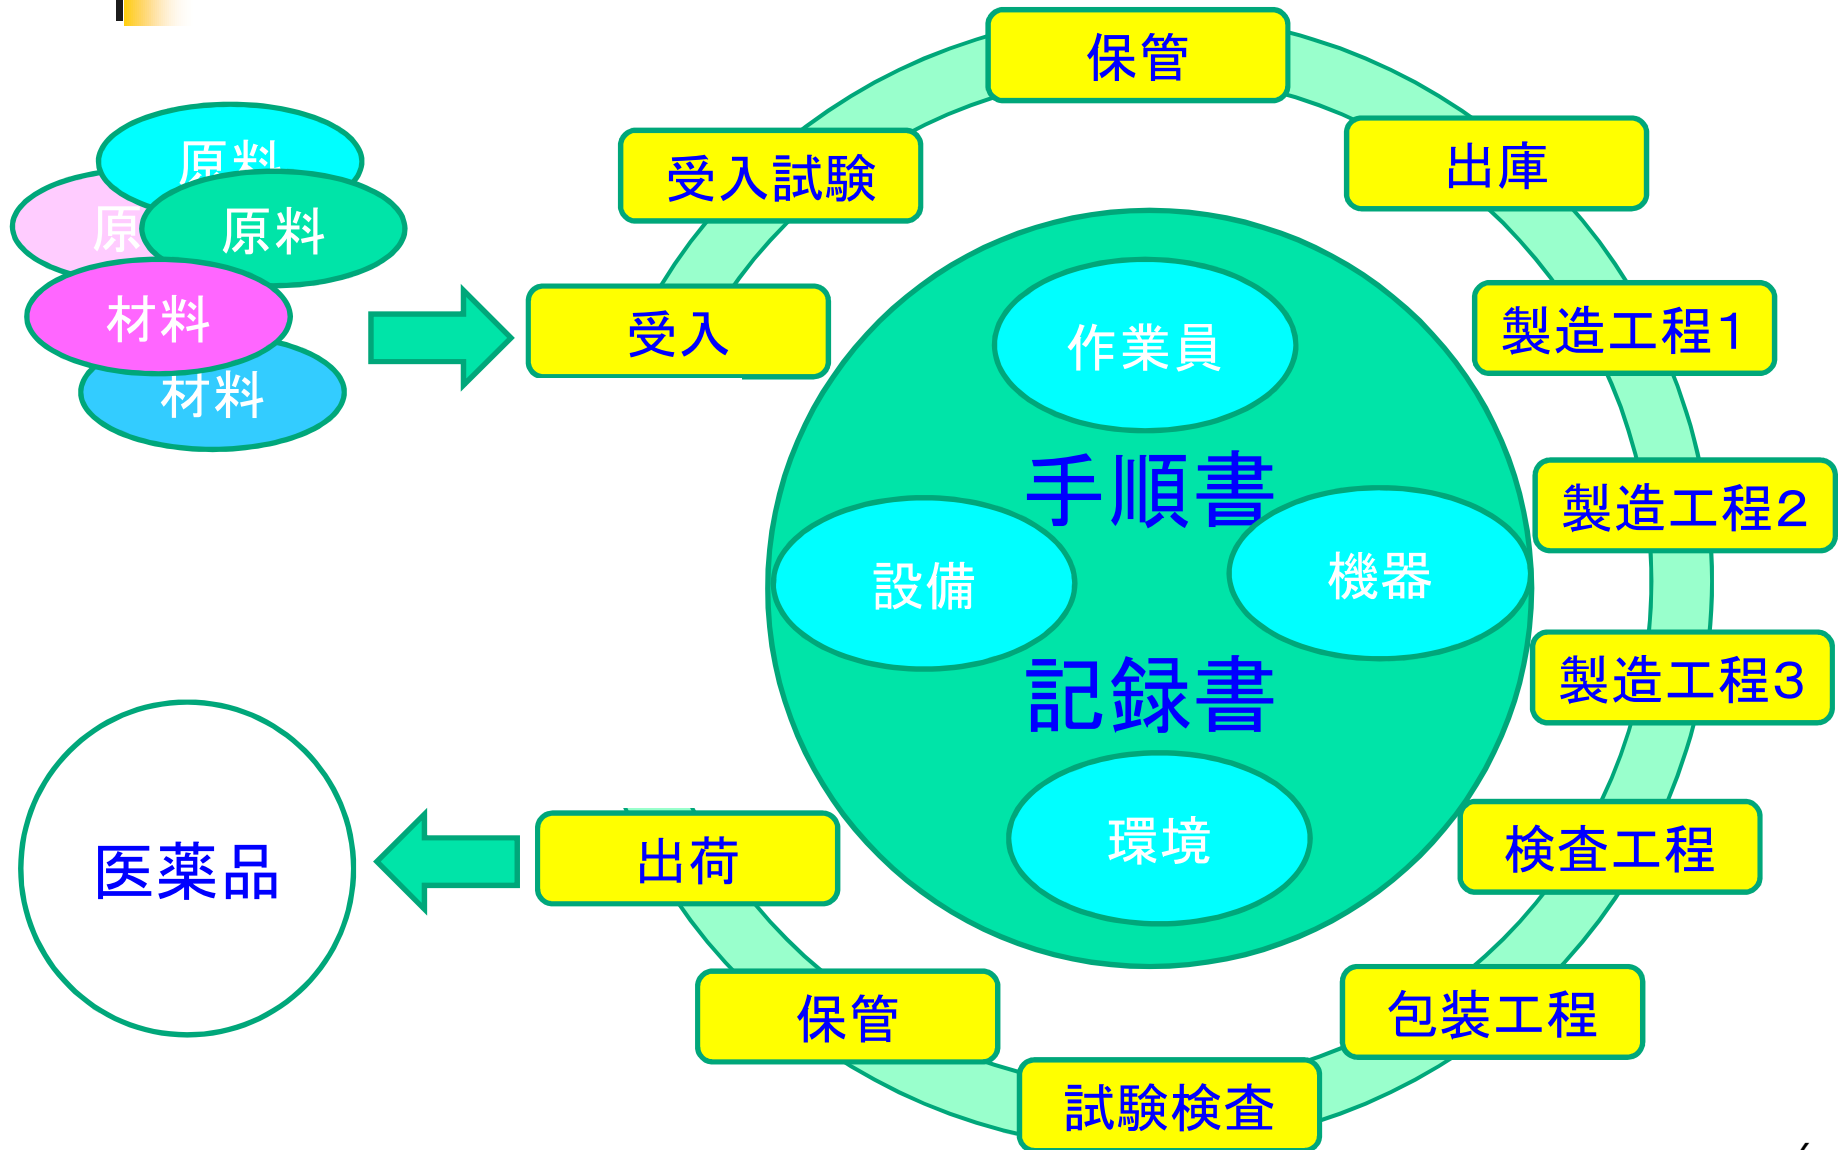 原料
原
原料
材料
材料
受入
受入試験
保管
出庫
製造工程1
製造工程2
製造工程3
検査工程
包装工程
試験検査
保管
出荷
医薬品
作業員
手順書
設備
機器
記録書
環境